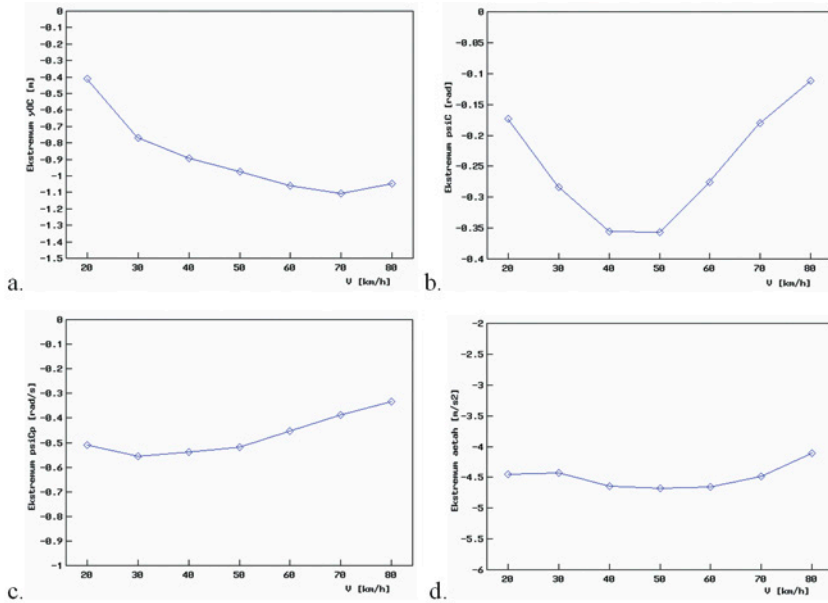 0
-0.1
-0.2
-0.3
-0.4
-0.5
-0.6
-0.7
-0.8
-0.9
-1
-1.1
-1.2
-1.3
-1.4
-1.5
Ekstremum yOC [m]
20 30 40 50 60 70 80
V [km/h]
a.
0
-0.05
-0.1
-0.15
-0.2
-0.25
-0.3
-0.35
-0.4
Ekstremum psiC [rad]
20 30 40 50 60 70 80
V [km/h]
b.
0
-0.1
-0.2
-0.3
-0.4
-0.5
-0.6
-0.7
-0.8
-0.9
-1
Ekstremum psiCp [rad/s]
20 30 40 50 60 70 80
V [km/h]
c.
-2
-2.5
-3
-3.5
-4
-4.5
-5
-5.5
-6
Ekstremum aetah [m/s2]
20 30 40 50 60 70 80
V [km/h]
d.